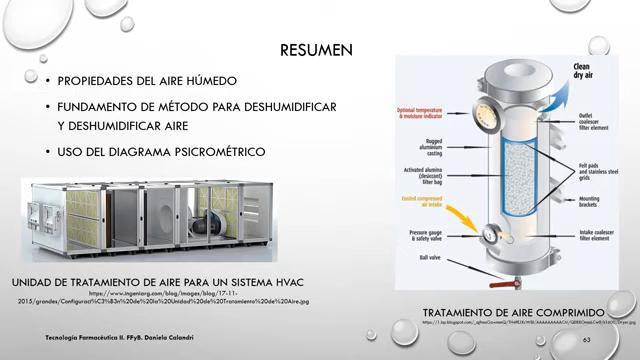 RESUMEN
• PROPIEDADES DEL AIRE HÚMEDO
• FUNDAMENTO DE MÉTODO PARA DESHUMIDIFICAR
Y DESHUMIDIFICAR AIRE
• USO DEL DIAGRAMA PSICROMÉTRICO
UNIDAD DE TRATAMIENTO DE AIRE PARA UN SISTEMA HVAC
https://www.ingeniarg.com/blog/images/blog/17-11-
2015/grandes/Configuraci%C3%B3n%20de%20la%20Unidad%20de%20Tratamiento%20de%20Aire.jpg
Clean
dry air
Optional temperature
& moisture indicator
Outlet
coalescer
filter element
Rugged
aluminium
casting
Activated alumina
(desiccant)
filter bag
Felt pads
and stainless steel
grids
Cooled compressed
air intake
Mounting
brackets
Pressure gauge
& safety valve
Intake coalescer
filter element
Ball valve
TRATAMIENTO DE AIRE COMPRIMIDO
Tecnología Farmacéutica II. FFyB. Daniela Calandri
63